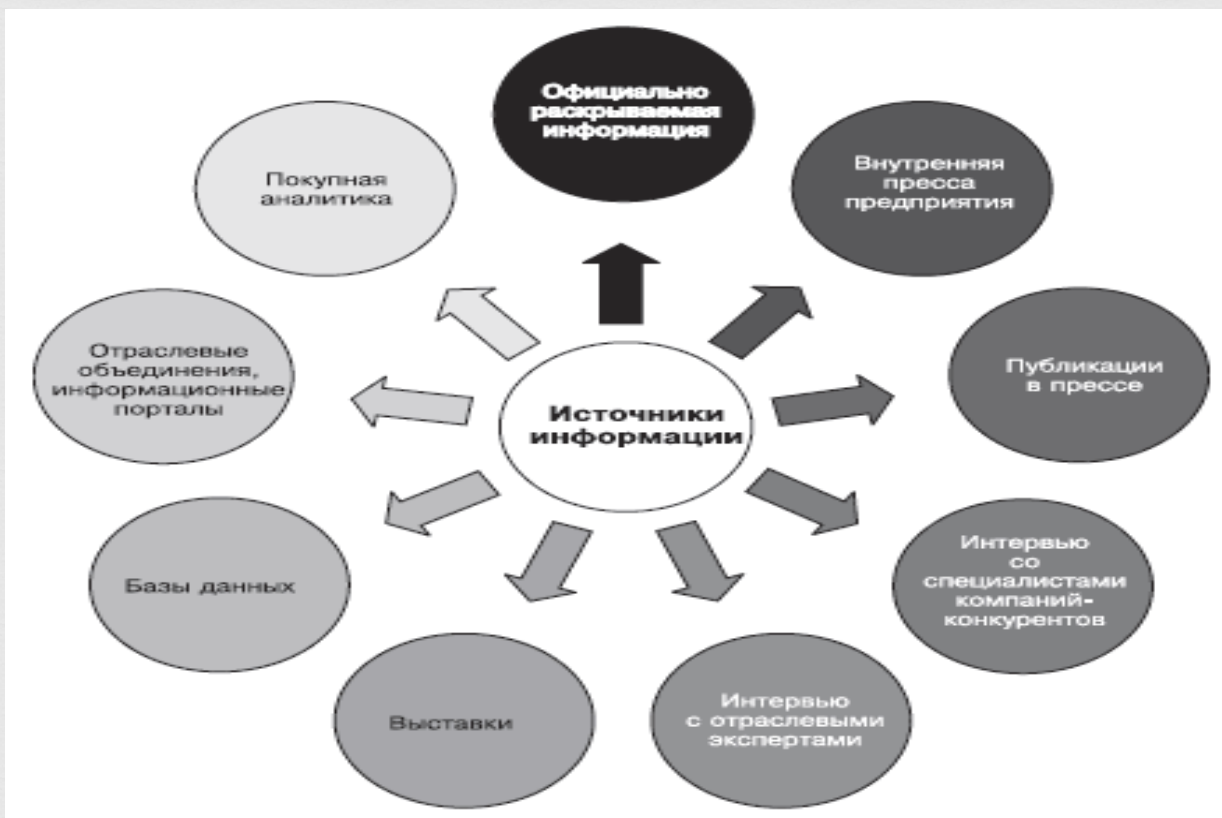 Официально
раскрываемая
информация
Внутренняя
пресса
предприятия
Публикации
в прессе
Интервью
со
специалистами
компаний-
конкурентов
Интервью
с отраслевыми
экспертами
Выставки
Базы данных
Отраслевые
объединения,
информационные
порталы
Покупная
аналитика
Источники
информации